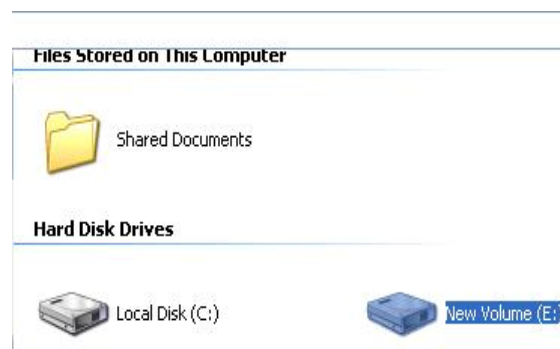 Files Stored on This Computer
Shared Documents
Hard Disk Drives
Local Disk (C:)
New Volume (E:)